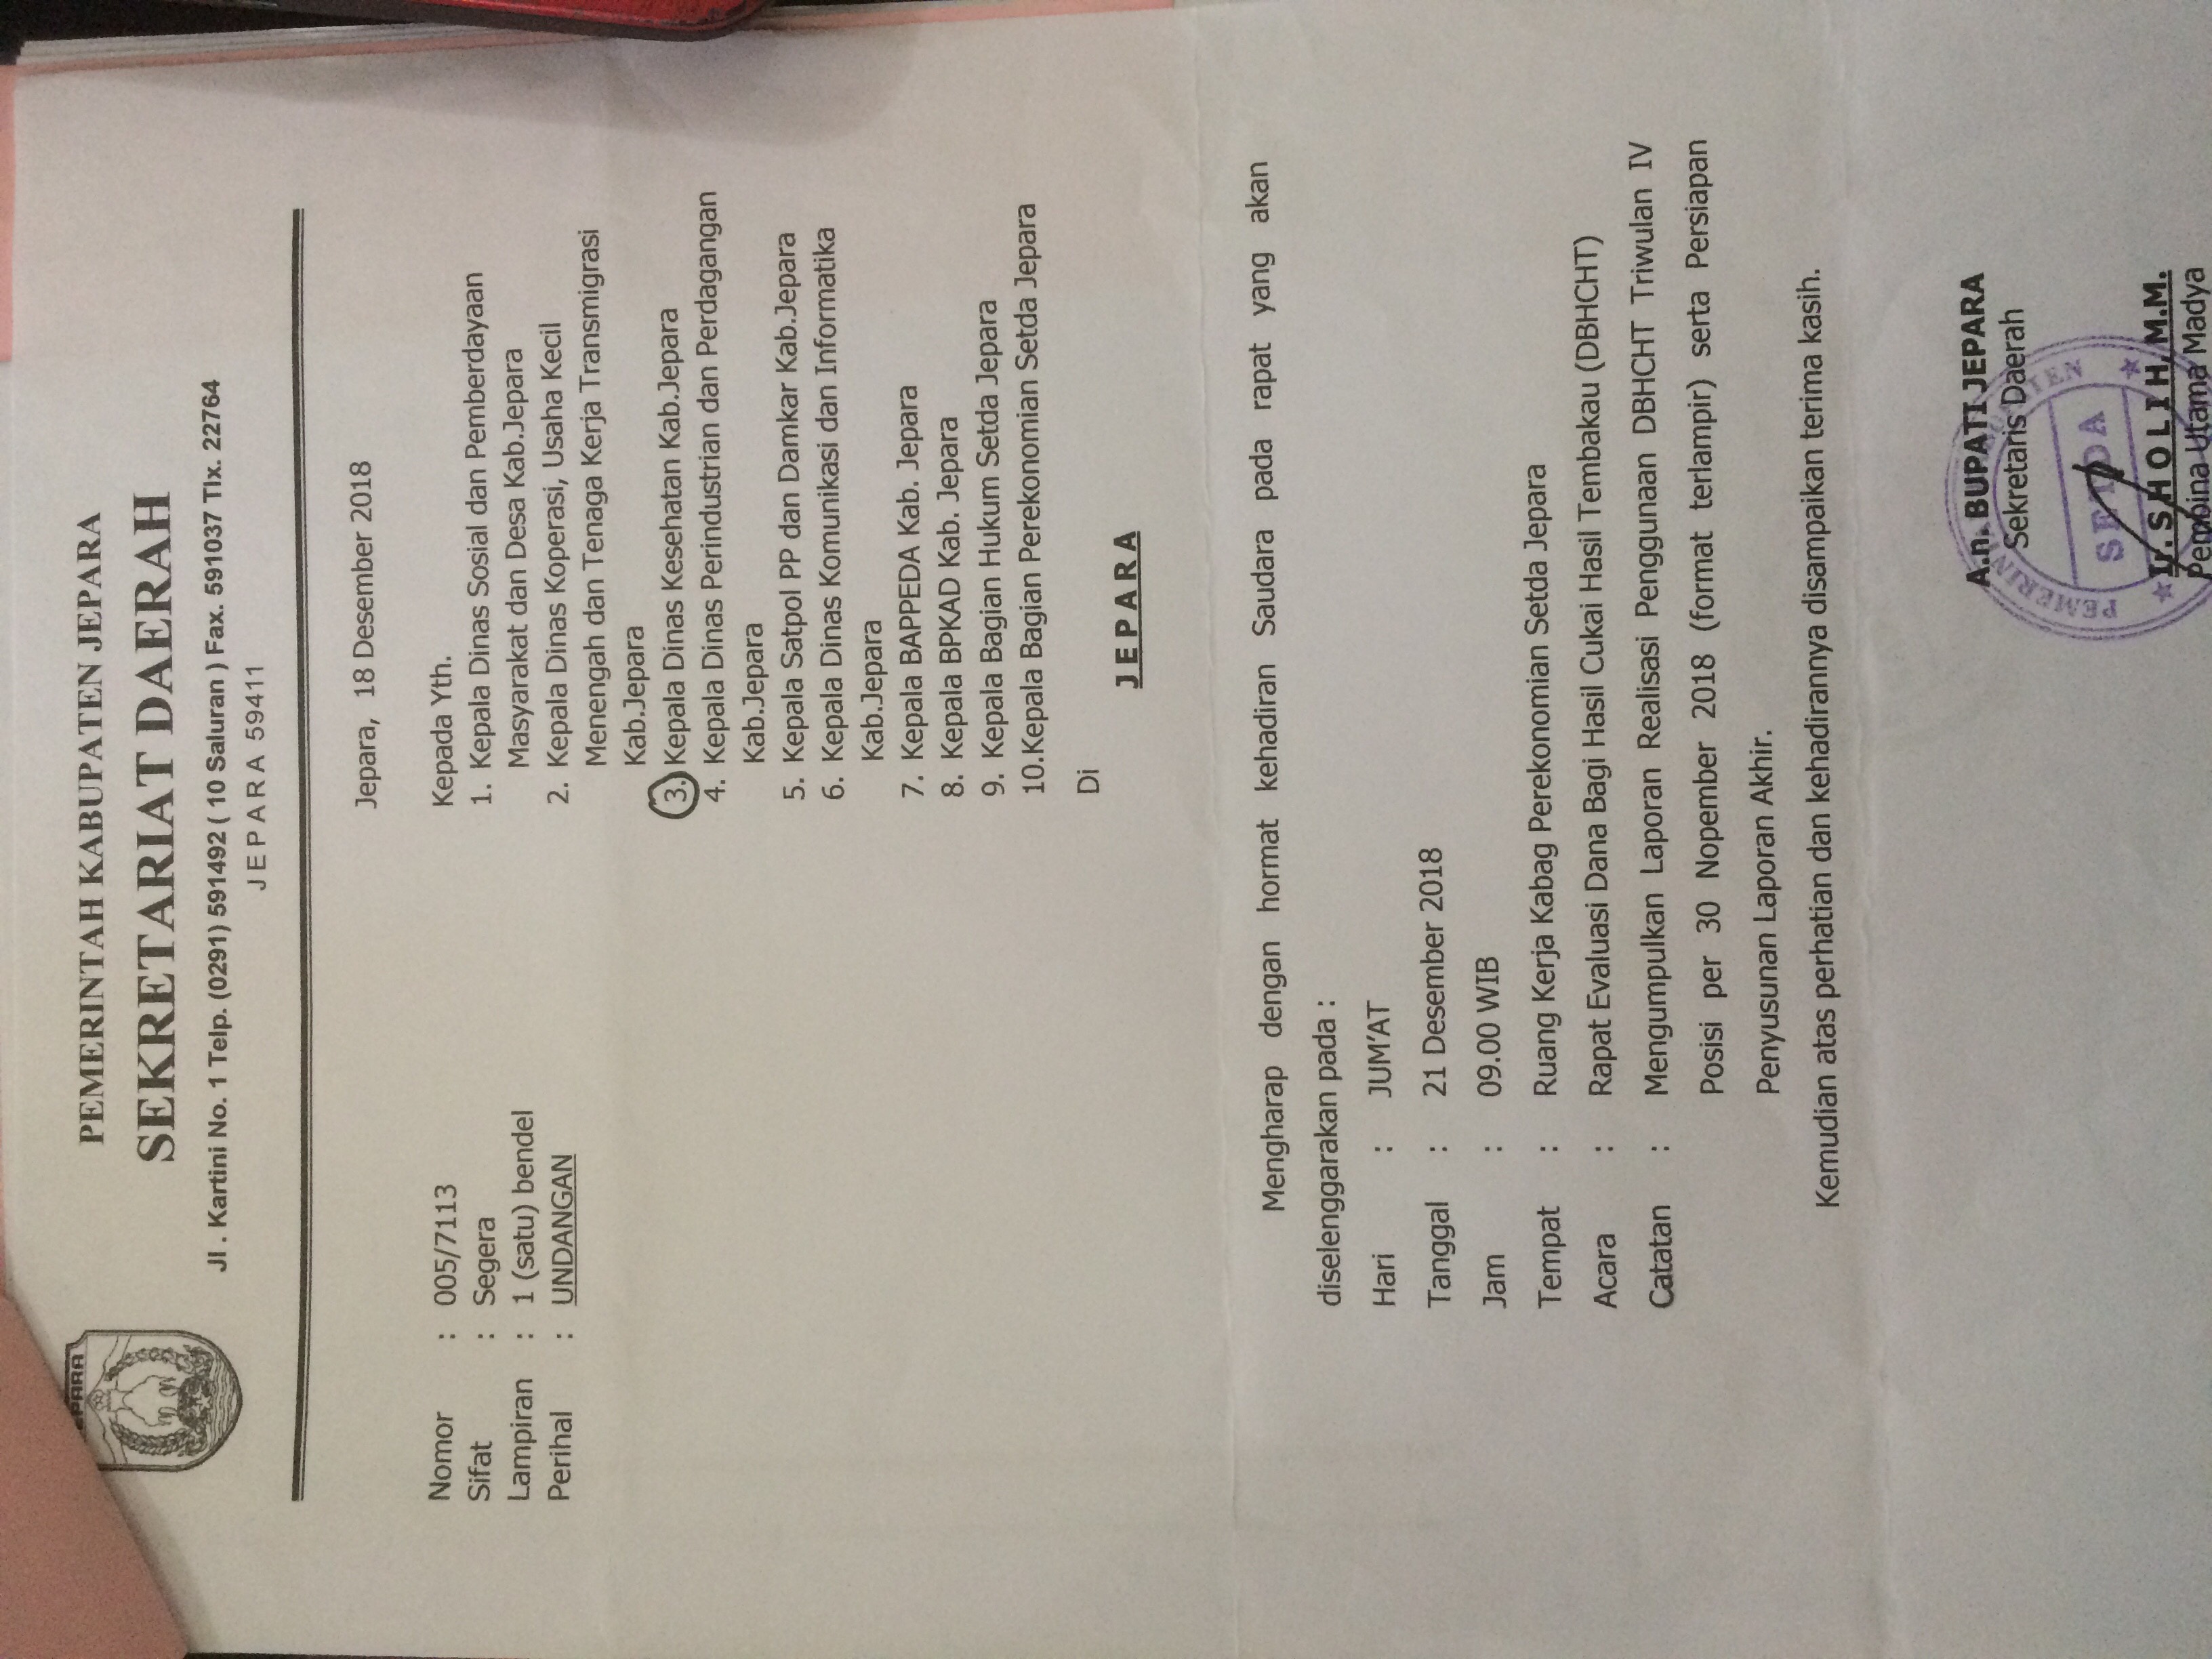 PARA
PEMERINTAH KABUPATEN JEPARA
SEKRETARIAT DAERAH
Jl . Kartini No. 1 Telp. (0291) 591492 ( 10 Saluran ) Fax. 591037 Tlx. 22764
J E P A R A 59411
Jepara, 18 Desember 2018
Nomor : 005/7113
Sifat : Segera
Lampiran : 1 (satu) bendel
Perihal : UNDANGAN
Kepada Yth.
1. Kepala Dinas Sosial dan Pemberdayaan
Masyarakat dan Desa Kab.Jepara
2. Kepala Dinas Koperasi, Usaha Kecil
Menengah dan Tenaga Kerja Transmigrasi
Kab.Jepara
3. Kepala Dinas Kesehatan Kab.Jepara
4. Kepala Dinas Perindustrian dan Perdagangan
Kab.Jepara
5. Kepala Satpol PP dan Damkar Kab.Jepara
6. Kepala Dinas Komunikasi dan Informatika
Kab.Jepara
7. Kepala BAPPEDA Kab. Jepara
8. Kepala BPKAD Kab. Jepara
9. Kepala Bagian Hukum Setda Jepara
10.Kepala Bagian Perekonomian Setda Jepara
Di
J E P A R A
Mengharap dengan hormat kehadiran Saudara pada rapat yang akan
diselenggarakan pada :
Hari : JUM'AT
Tanggal : 21 Desember 2018
Jam : 09.00 WIB
Tempat : Ruang Kerja Kabag Perekonomian Setda Jepara
Acara : Rapat Evaluasi Dana Bagi Hasil Cukai Hasil Tembakau (DBHCHT)
Catatan : Mengumpulkan Laporan Realisasi Penggunaan DBHCHT Triwulan IV
Posisi per 30 Nopember 2018 (format terlampir) serta Persiapan
Penyusunan Laporan Akhir.
Kemudian atas perhatian dan kehadirannya disampaikan terima kasih.
A.n. BUPATI JEPARA
Sekretaris Daerah
SETDA
Ir. S H O L I H, M.M.
Pembina Utama Madya